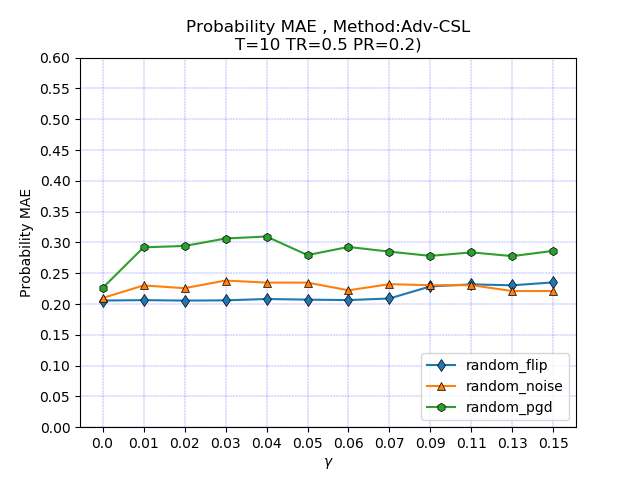 Probability MAE , Method:Adv-CSL
T=10 TR=0.5 PR=0.2)
Probability MAE
0.60
0.55
0.50
0.45
0.40
0.35
0.30
0.25
0.20
0.15
0.10
0.05
0.00
random_flip
random_noise
random_pgd
0.0 0.01 0.02 0.03 0.04 0.05 0.06 0.07 0.09 0.11 0.13 0.15
γ